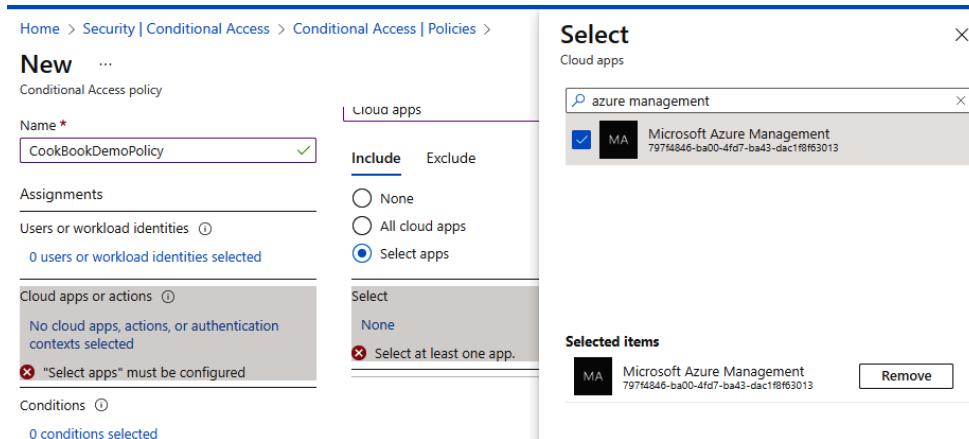 Home > Security | Conditional Access > Conditional Access | Policies >
New ...
Conditional Access policy
Name *
CookBookDemoPolicy
Assignments
Users or workload identities
0 users or workload identities selected
Cloud apps or actions
No cloud apps, actions, or authentication
contexts selected
"Select apps" must be configured
Conditions
0 conditions selected
Cloud apps
Include Exclude
None
All cloud apps
Select apps
Select
None
Select at least one app.
Select
Cloud apps
azure management
MA
Microsoft Azure Management
797f4846-ba00-4fd7-ba43-dac1f8f63013
Selected items
MA
Microsoft Azure Management
797f4846-ba00-4fd7-ba43-dac1f8f63013
Remove